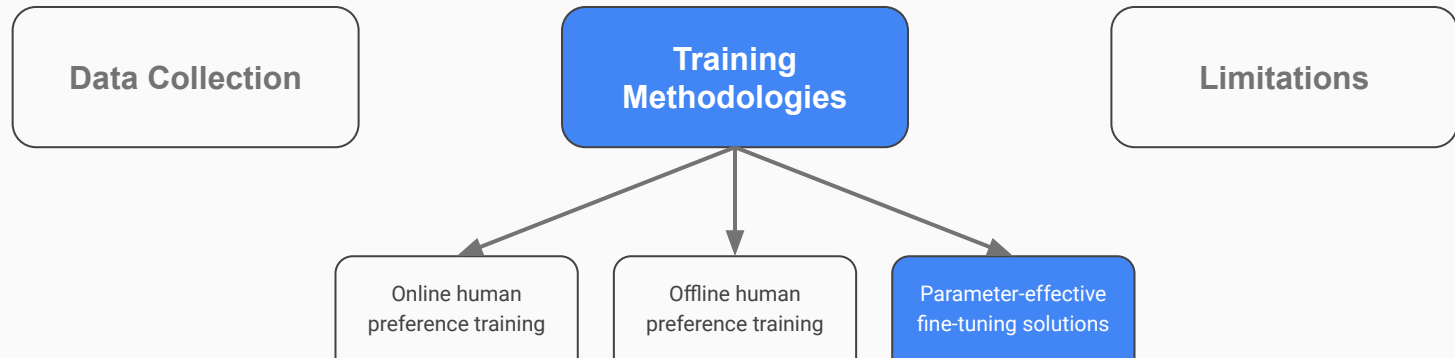 Data Collection
Training
Methodologies
Limitations
Online human
preference training
Offline human
preference training
Parameter-effective
fine-tuning solutions